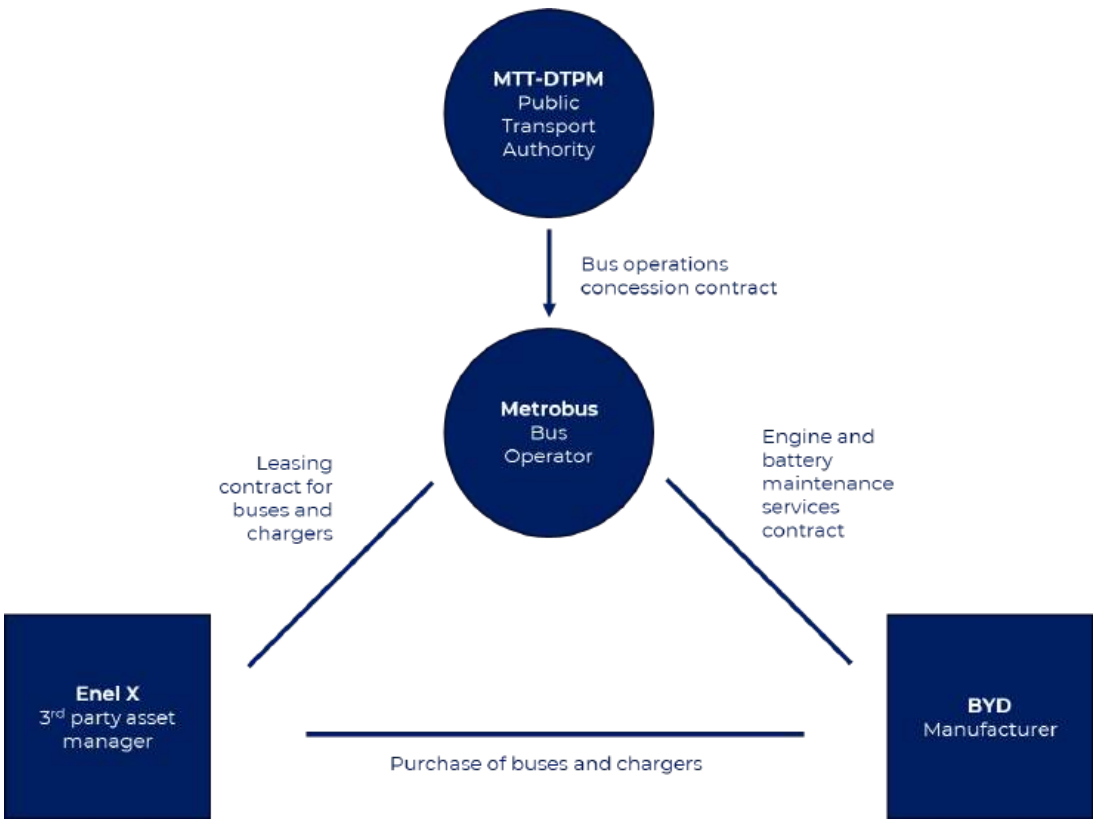 MTT-DTPM
Public
Transport
Authority
Bus operations
concession contract
Metrobus
Bus
Operator
Leasing
contract for
buses and
chargers
Engine and
battery
maintenance
services
contract
Enel X
3rd party asset
manager
BYD
Manufacturer
Purchase of buses and chargers